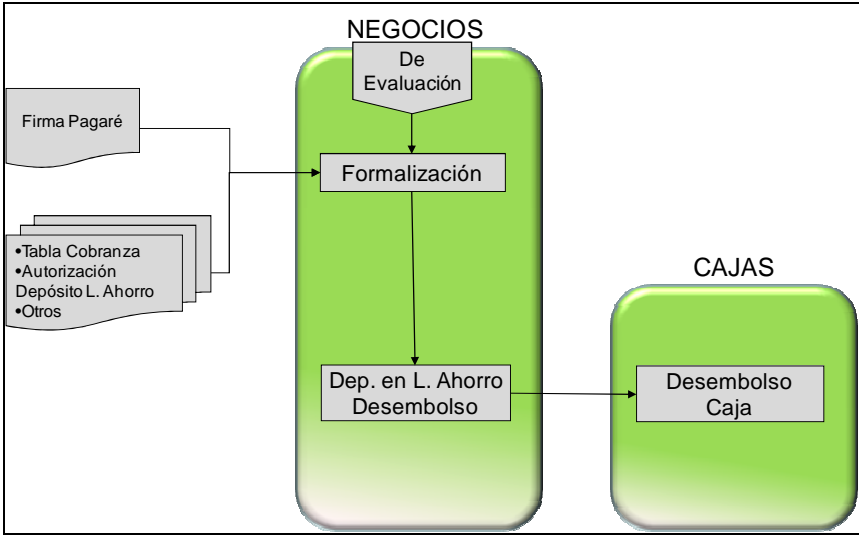 NEGOCIOS
De
Evaluación
Firma Pagaré
Formalización
•Tabla Cobranza
•Autorización
Depósito L. Ahorro
•Otros
CAJAS
Dep. en L. Ahorro
Desembolso
Desembolso
Caja